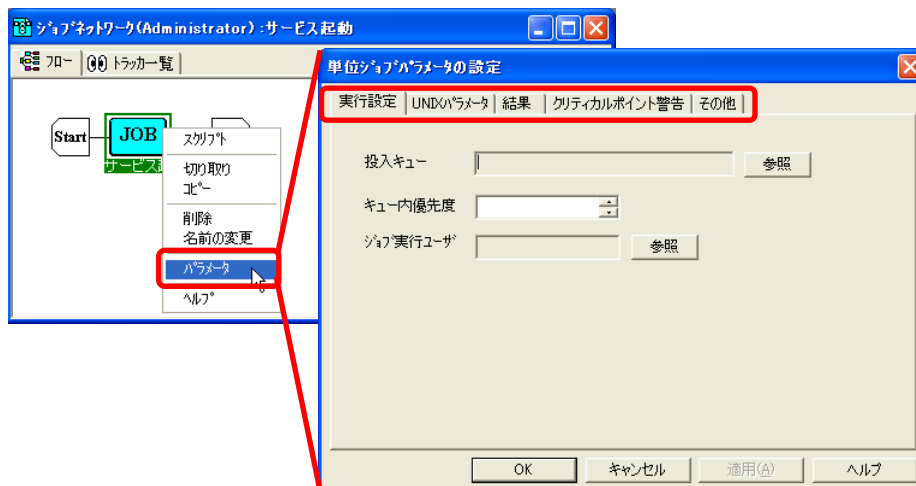 ジョブネットワーク(Administrator):サービス起動
フロー トラッカー覧
Start
JOB
サービス
スクリプト
切り取り
コピー
削除
名前の変更
パラメータ
ヘルプ
単位ジョブパラメータの設定
実行設定 UNIXパラメータ 結果 クリティカルポイント警告 その他
投入キュー 参照
キュー内優先度
ジョブ実行ユーザ 参照
OK キャンセル 適用(A) ヘルプ